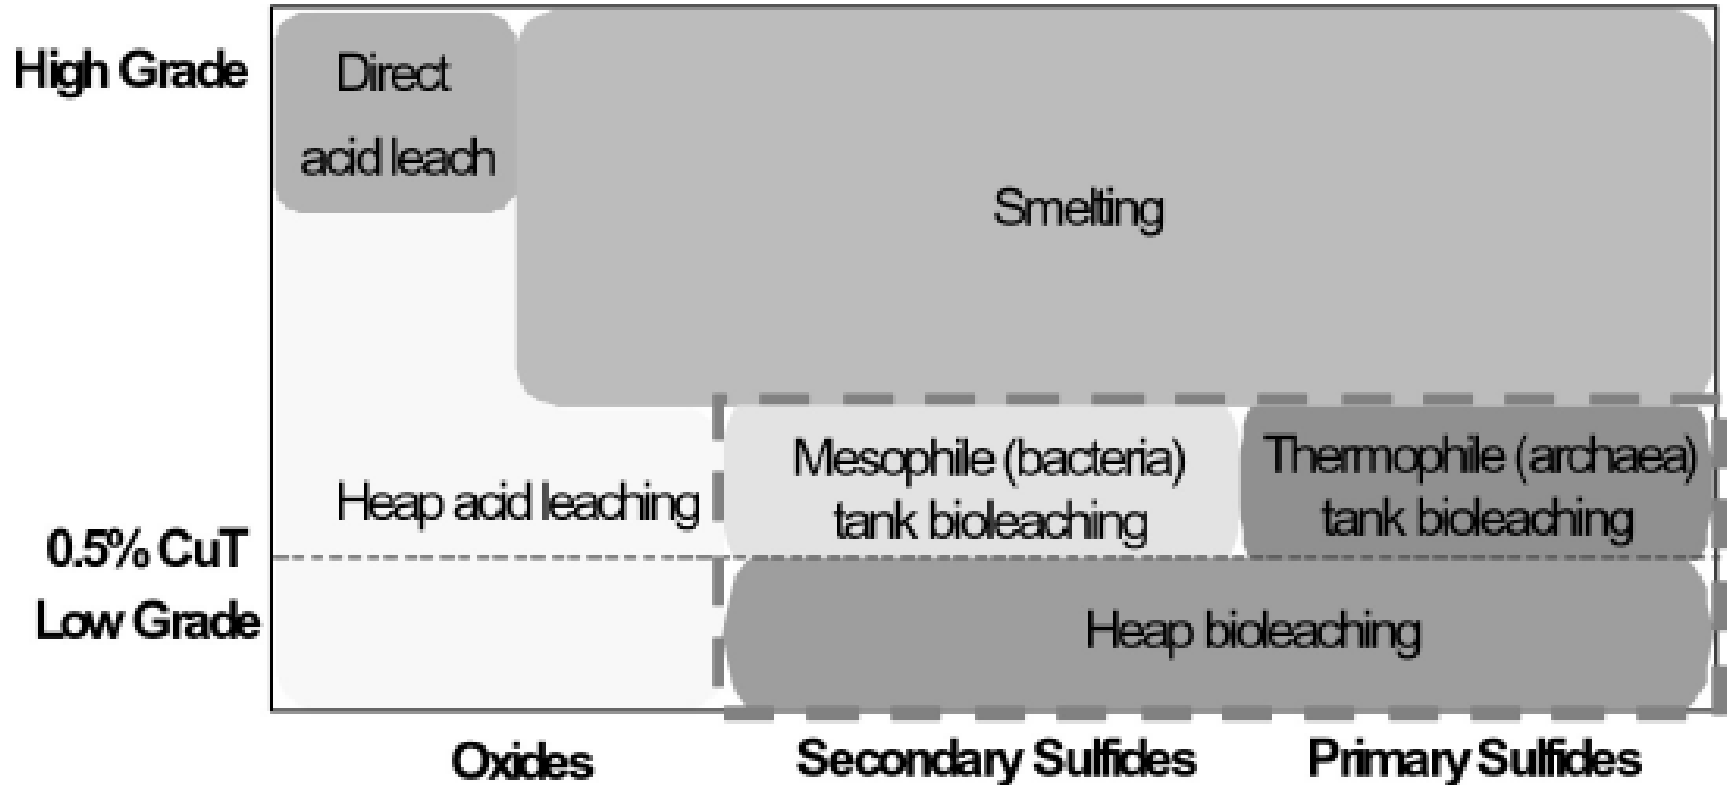 High Grade
Direct
acid leach
Smelting
Mesophile (bacteria)
tank bioleaching
Thermophile (archaea)
tank bioleaching
Heap acid leaching
0.5% CuT
Low Grade
Heap bioleaching
Oxides
Secondary Sulfides
Primary Sulfides